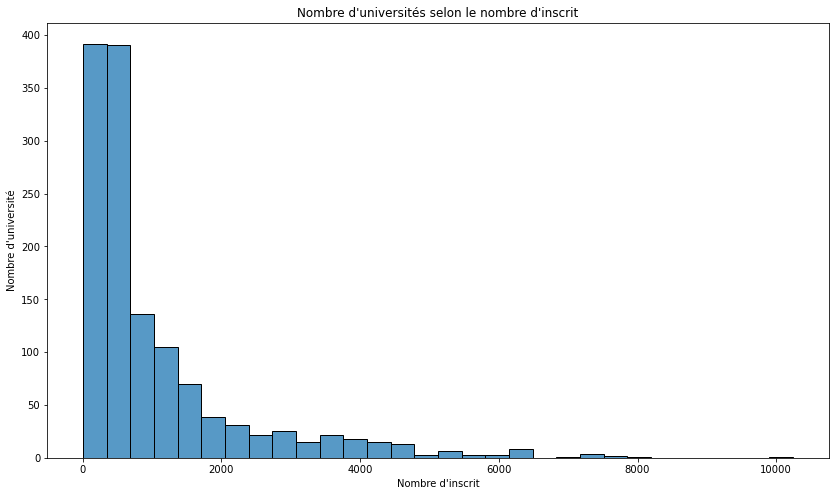 Nombre d'universités selon le nombre d'inscrit
400
350
300
250
200
150
100
50
0
Nombre d'université
0 2000 4000 6000 8000 10000
Nombre d'inscrit